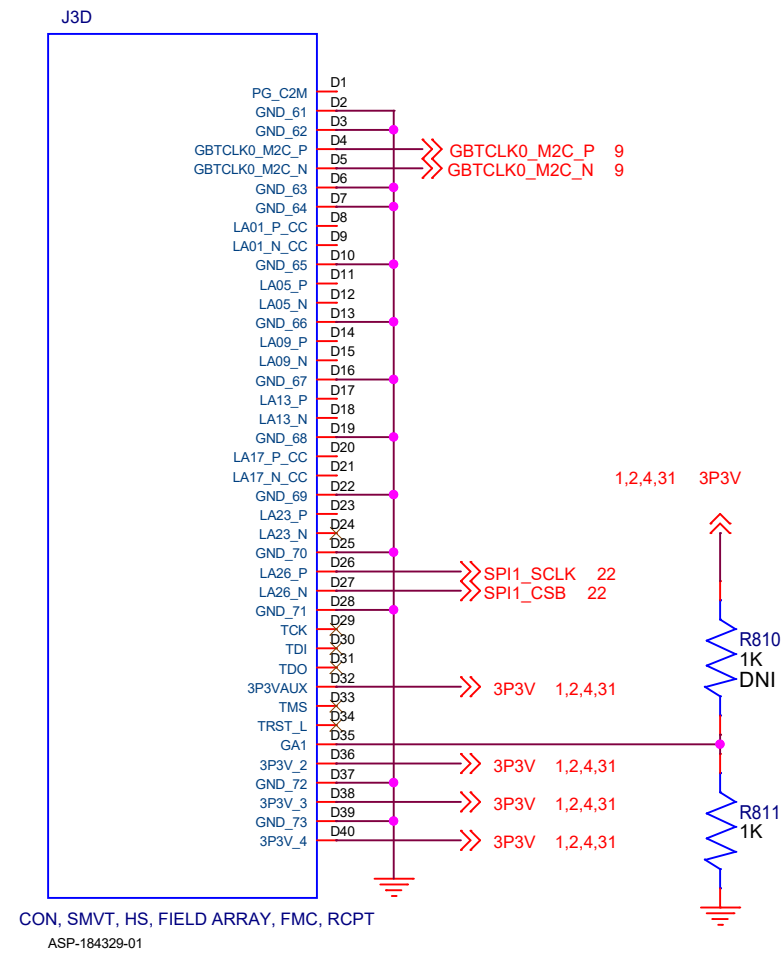 J3D
PG_C2M D1
GND_61 D2
GND_62 D3
GBTCLK0_M2C_P D4 GBTCLK0_M2C_P 9
GBTCLK0_M2C_N D5 GBTCLK0_M2C_N 9
GND_63 D6
GND_64 D7
LA01_P_CC D8
LA01_N_CC D9
GND_65 D10
LA05_P D11
LA05_N D12
GND_66 D13
LA09_P D14
LA09_N D15
GND_67 D16
LA13_P D17
LA13_N D18
GND_68 D19
LA17_P_CC D20
LA17_N_CC D21
GND_69 D22
LA23_P D23
LA23_N D24
GND_70 D25
LA26_P D26 SPI1_SCLK 22
LA26_N D27 SPI1_CSB 22
GND_71 D28
TCK D29
TDI D30
TDO D31
3P3VAUX D32 3P3V 1,2,4,31
TMS D33
TRST_L D34
GA1 D35
3P3V_2 D36 3P3V 1,2,4,31
GND_72 D37
3P3V_3 D38 3P3V 1,2,4,31
GND_73 D39
3P3V_4 D40 3P3V 1,2,4,31
1,2,4,31 3P3V
R810
1K
DNI
R811
1K
CON, SMVT, HS, FIELD ARRAY, FMC, RCPT
ASP-184329-01